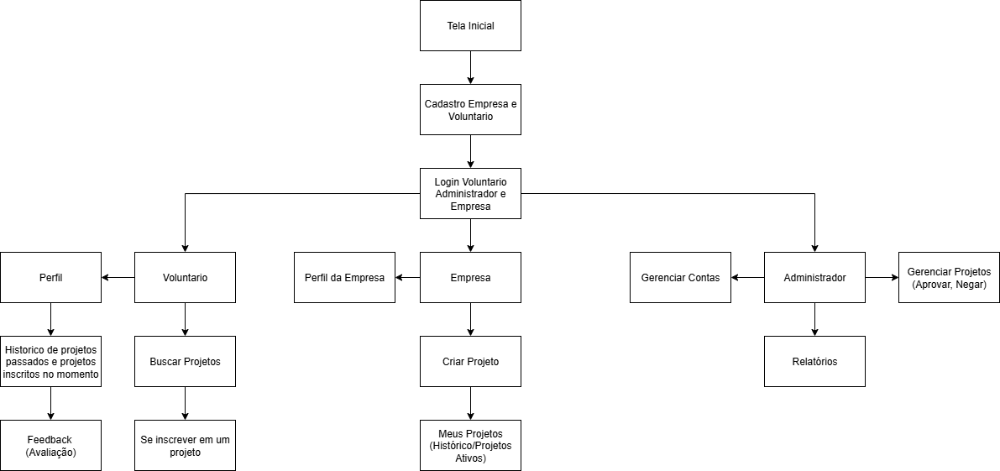 Tela Inicial
Cadastro Empresa e
Voluntario
Login Voluntario
Administrador e
Empresa
Perfil
Voluntario
Perfil da Empresa
Empresa
Gerenciar Contas
Administrador
Gerenciar Projetos
(Aprovar, Negar)
Historico de projetos
passados e projetos
inscritos no momento
Buscar Projetos
Criar Projeto
Relatórios
Feedback
(Avaliação)
Se inscrever em um
projeto
Meus Projetos
(Histórico/Projetos
Ativos)